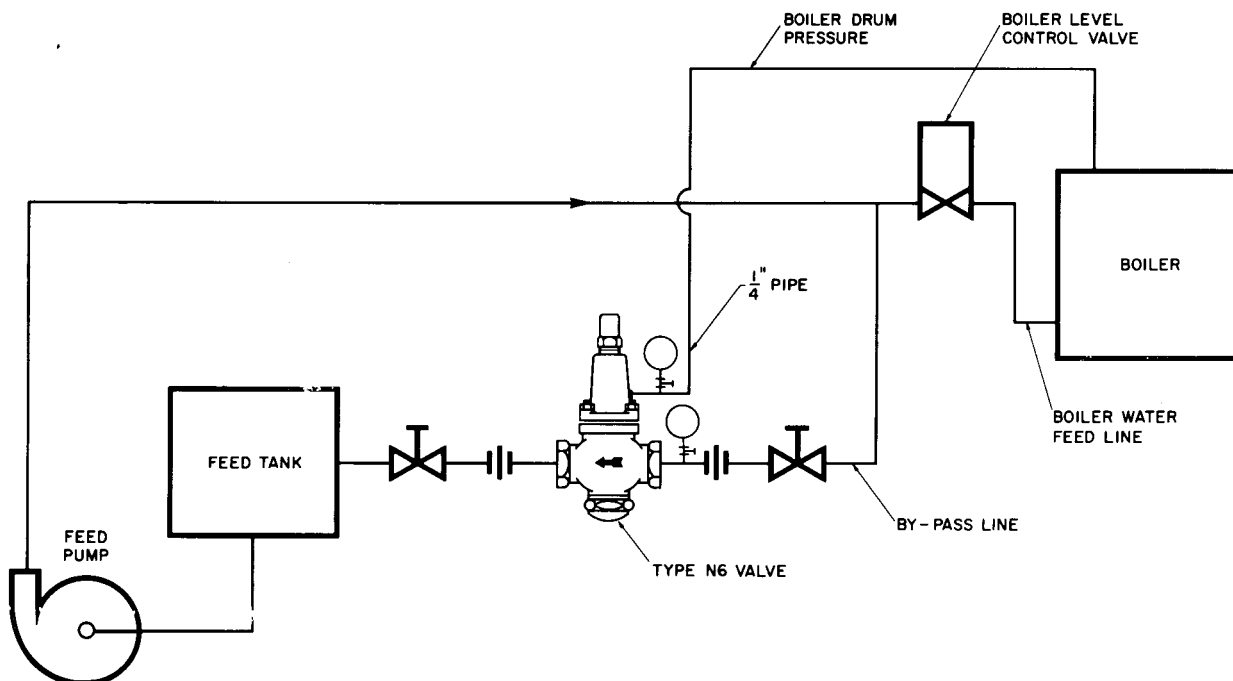 BOILER DRUM
PRESSURE
BOILER LEVEL
CONTROL VALVE
1/4" PIPE
BOILER
FEED TANK
BOILER WATER
FEED LINE
BY-PASS LINE
FEED
PUMP
TYPE N6 VALVE